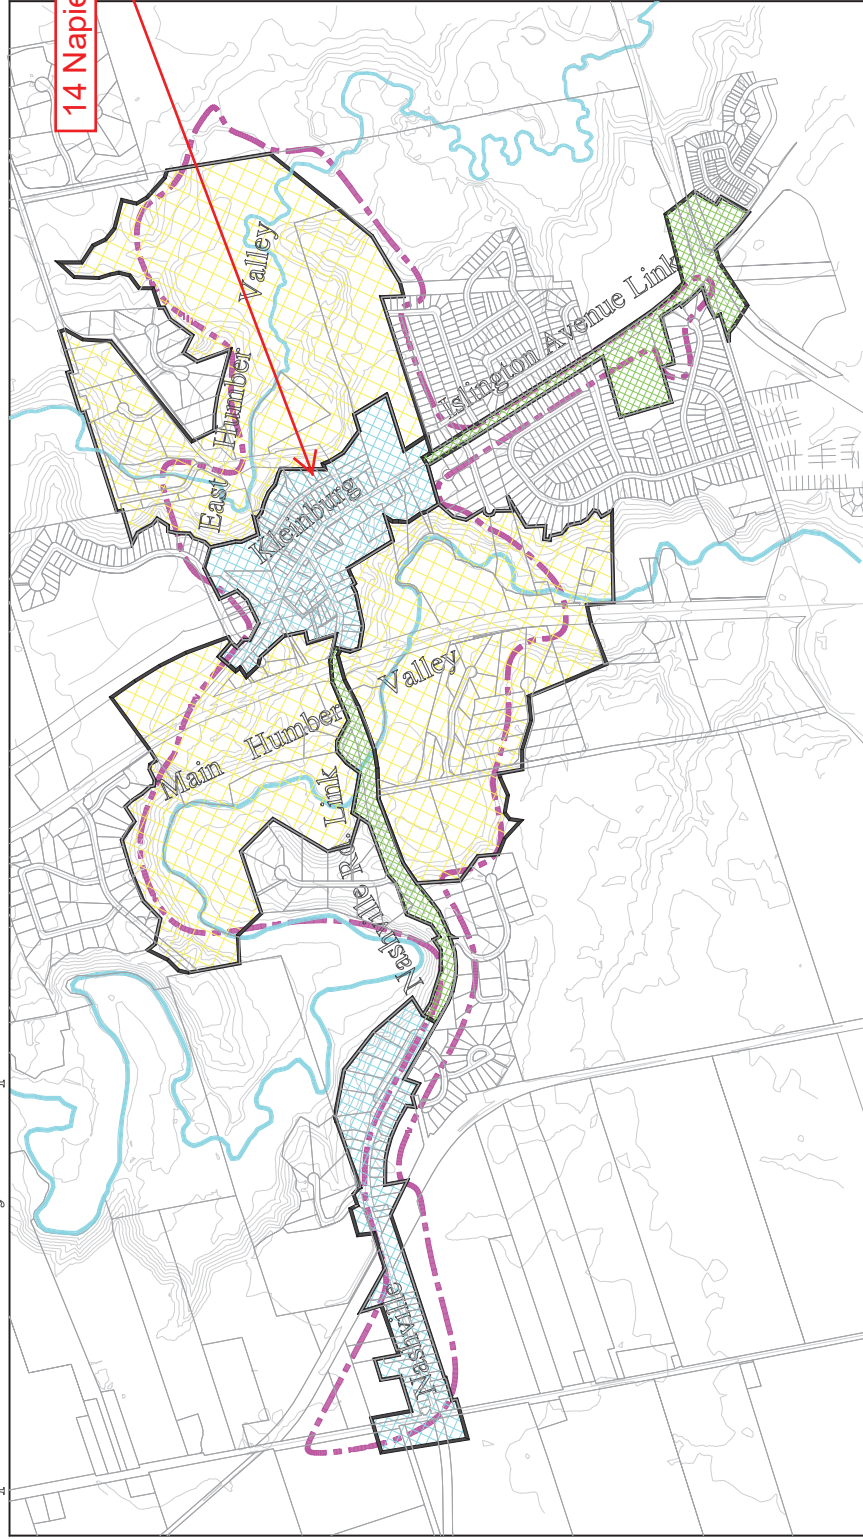 14 Napie
East Humber Valley
Kleinburg
Islington Avenue Link
Main Humber Valley
Nashville Rd. Link
Nashville